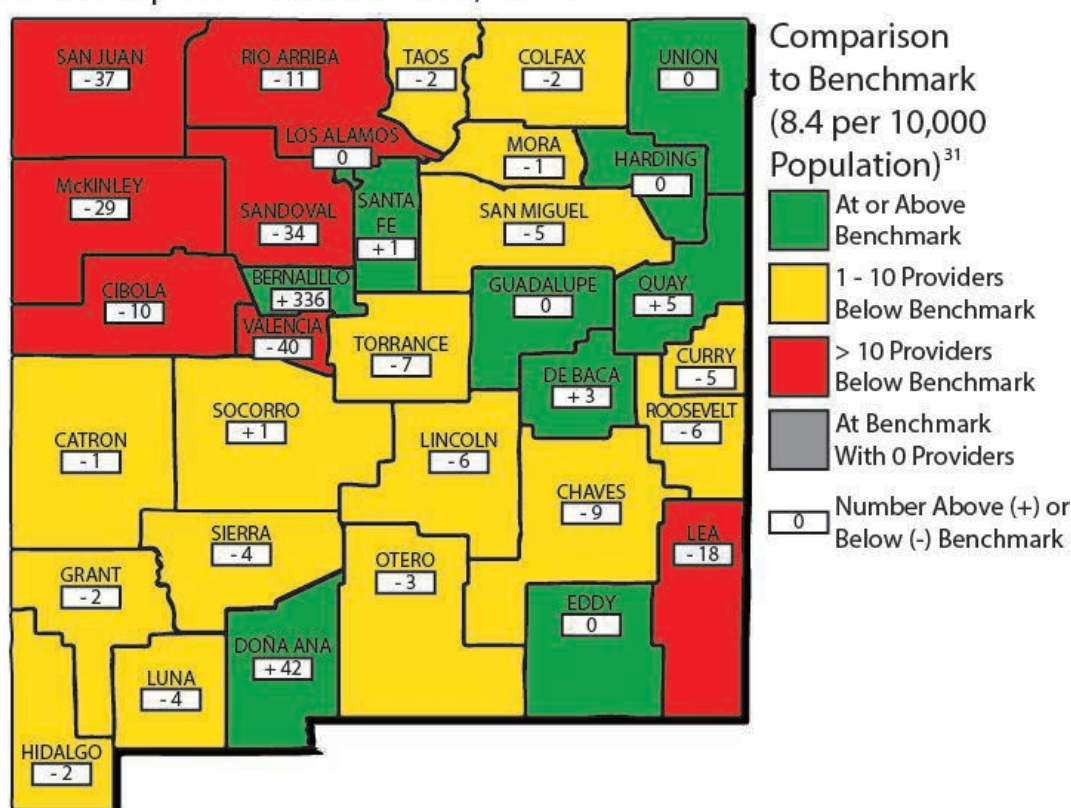 SAN JUAN
- 37
RIO ARRIBA
- 11
TAOS
- 2
COLFAX
-2
UNION
0
LOS ALAMOS
0
MORA
- 1
HARDING
0
McKINLEY
- 29
SANDOVAL
- 34
SANTA
FE
+ 1
SAN MIGUEL
- 5
CIBOLA
- 10
BERNALILLO
+ 336
GUADALUPE
0
QUAY
+ 5
VALENCIA
- 40
TORRANCE
- 7
CURRY
- 5
DE BACA
+ 3
ROOSEVELT
- 6
CATRON
- 1
SOCORRO
+ 1
LINCOLN
- 6
CHAVES
- 9
LEA
- 18
SIERRA
- 4
OTERO
- 3
GRANT
- 2
EDDY
0
DOÑA ANA
+ 42
LUNA
- 4
HIDALGO
- 2
Comparison
to Benchmark
(8.4 per 10,000
Population)31
At or Above
Benchmark
1 - 10 Providers
Below Benchmark
> 10 Providers
Below Benchmark
At Benchmark
With 0 Providers
0
Number Above (+) or
Below (-) Benchmark